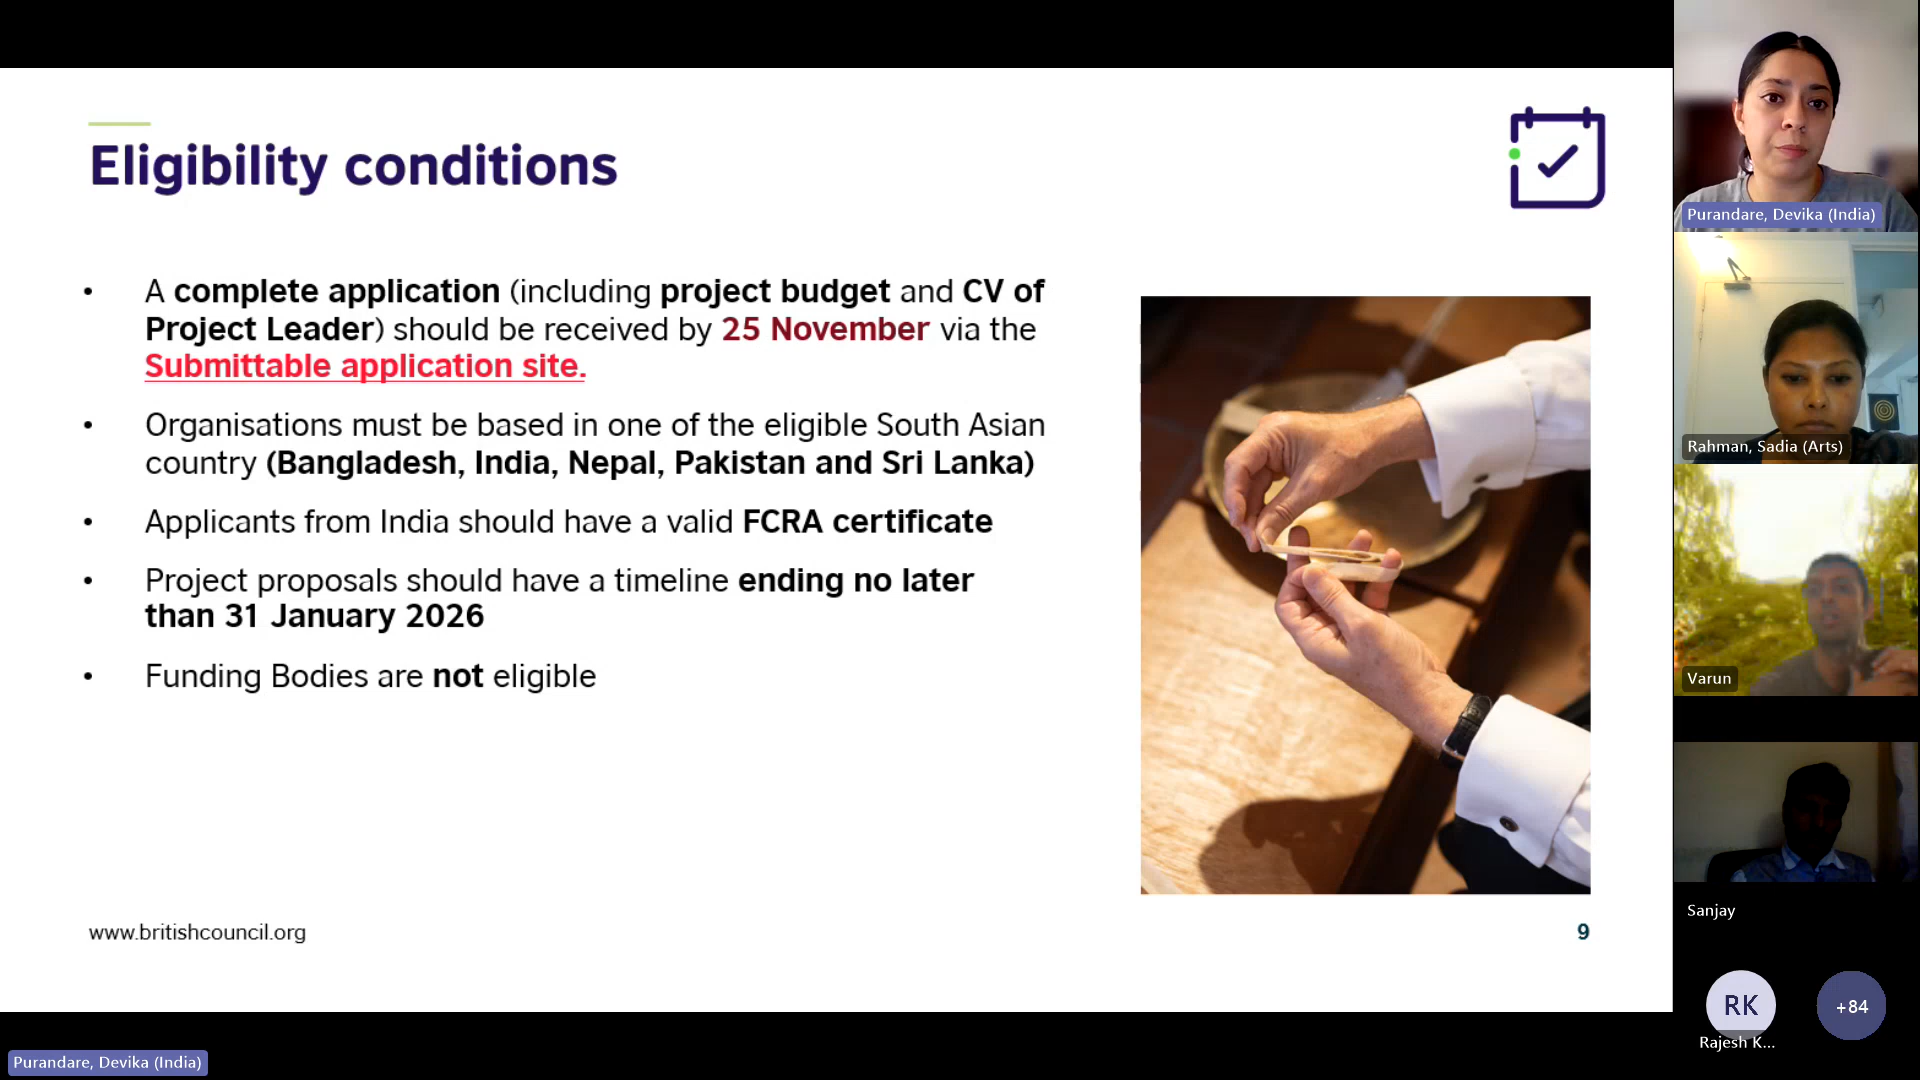 Eligibility conditions
• A complete application (including project budget and CV of
Project Leader) should be received by 25 November via the
Submittable application site.
• Organisations must be based in one of the eligible South Asian
country (Bangladesh, India, Nepal, Pakistan and Sri Lanka)
• Applicants from India should have a valid FCRA certificate
• Project proposals should have a timeline ending no later
than 31 January 2026
• Funding Bodies are not eligible
www.britishcouncil.org
9
Purandare, Devika (India)
Purandare, Devika (India)
Rahman, Sadia (Arts)
Varun
Sanjay
RK
+84
Rajesh K...